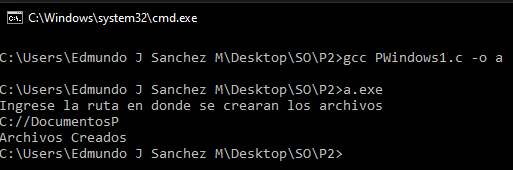 C:\Windows\system32\cmd.exe
C:\Users\Edmundo J Sanchez M\Desktop\SO\P2>gcc PWindows1.c -o a
C:\Users\Edmundo J Sanchez M\Desktop\SO\P2>a.exe
Ingrese la ruta en donde se crearan los archivos
C://DocumentosP
Archivos Creados
C:\Users\Edmundo J Sanchez M\Desktop\SO\P2>